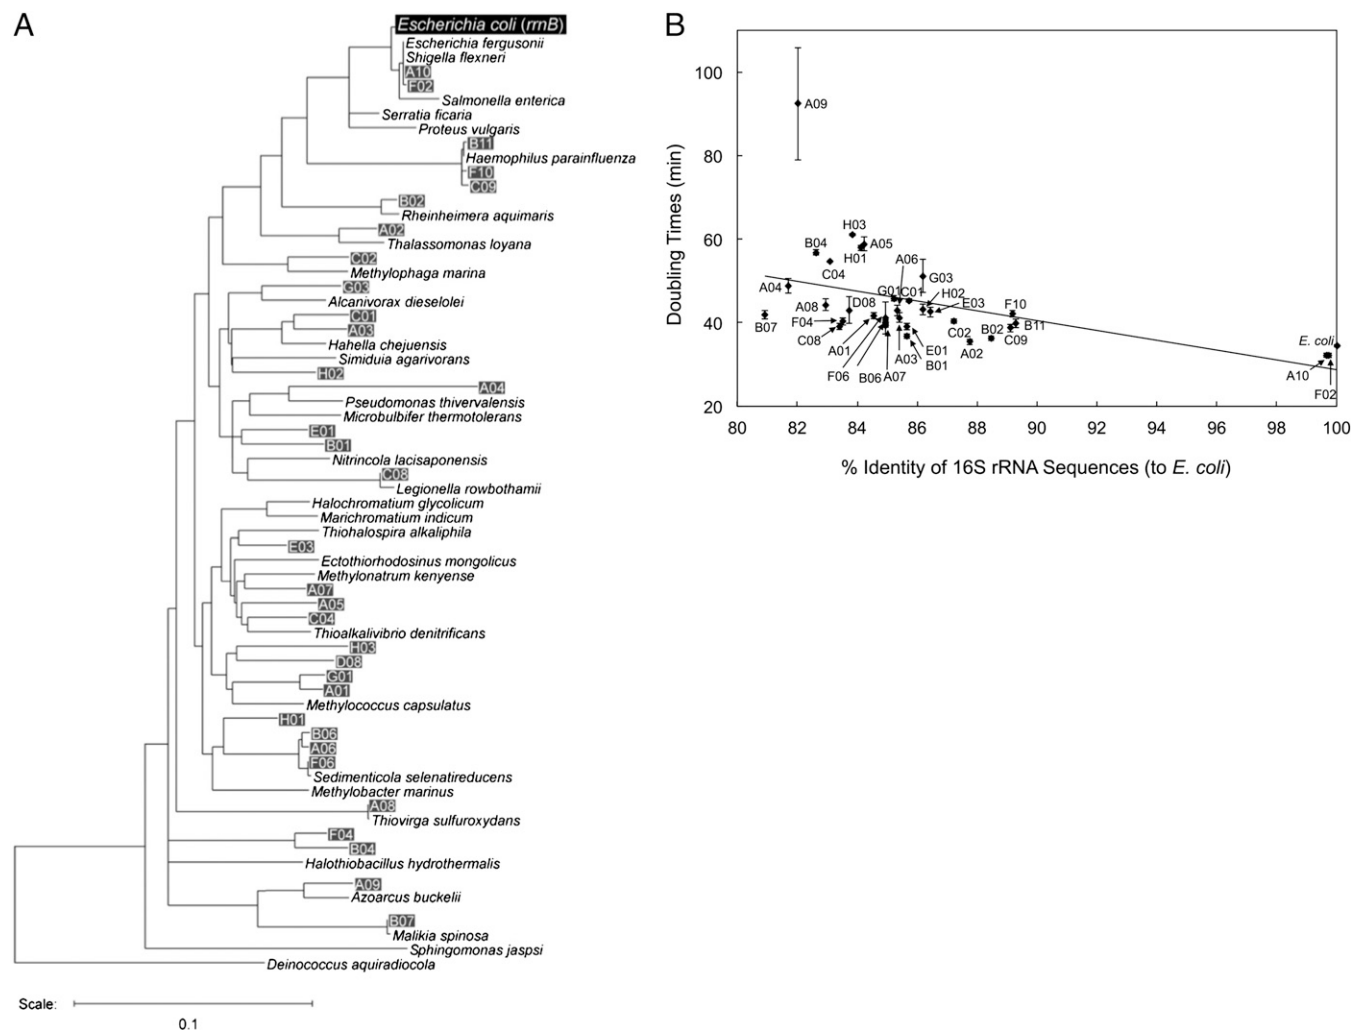 A
Escherichia coli (rrnB)
Escherichia fergusonii
Shigella flexneri
A10
F02
Salmonella enterica
Serratia ficaria
Proteus vulgaris
B11
Haemophilus parainfluenza
F10
C09
B02
Rheinheimera aquimaris
A02
Thalassomonas loyana
C02
Methylophaga marina
G03
Alcanivorax dieselolei
C01
A03
Hahella chejuensis
Simiduia agarivorans
H02
A04
Pseudomonas thivervalensis
Microbulbifer thermotolerans
E01
B01
Nitrincola lacisaponensis
C08
Legionella rowbothamii
Halochromatium glycolicum
Marichromatium indicum
Thiohalospira alkaliphila
E03
Ectothiorhodosinus mongolicus
Methylonatrum kenyense
A07
A05
C04
Thioalkalivibrio denitrificans
H03
D08
G01
A01
Methylococcus capsulatus
H01
B06
A06
F06
Sedimenticola selenatireducens
Methylobacter marinus
A08
Thiovirga sulfuroxydans
F04
B04
Halothiobacillus hydrothermalis
A09
Azoarcus buckelii
B07
Malikia spinosa
Sphingomonas jaspsi
Deinococcus aquiradiocola
Scale:
0.1
B
Doubling Times (min)
100
80
60
40
20
A09
H03
B04
H01
A05
C04
A06
G03
A04
G01
C01
H02
A08
D08
E03
F10
B07
F04
C08
A01
F06
B06
A07
A03
E01
B01
C02
A02
B02
C09
B11
E. coli
A10
F02
80 82 84 86 88 90 92 94 96 98 100
% Identity of 16S rRNA Sequences (to E. coli)